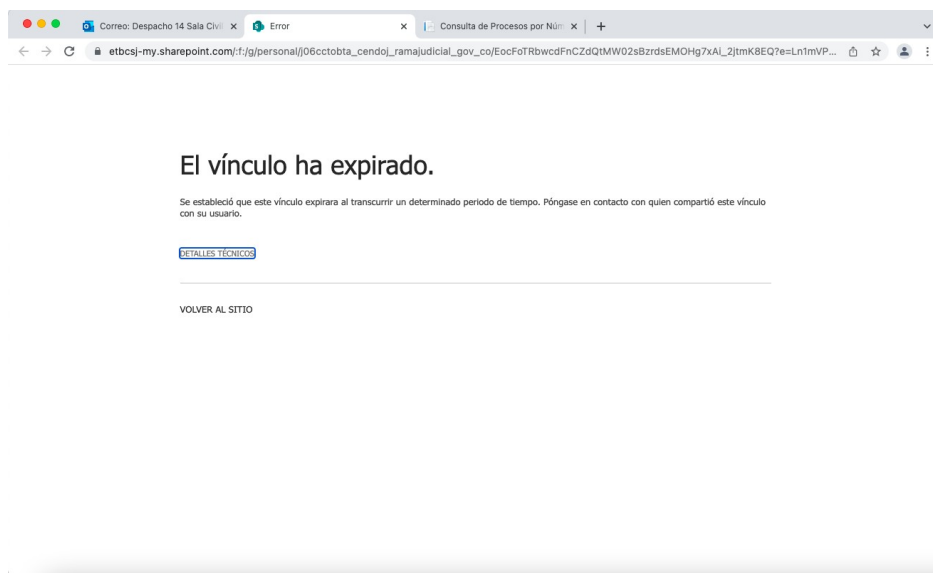 Correo: Despacho 14 Sala Civil
Error
Consulta de Procesos por Núm
etbcsj-my.sharepoint.com/:f:/g/personal/j06cctobta_cendoj_ramajudicial_gov_co/EocFoTRbwcdFnCZdQtMW02sBzrdsEMOHg7xAi_2jtmK8EQ?e=Ln1mVP...
El vínculo ha expirado.
Se estableció que este vínculo expirara al transcurrir un determinado periodo de tiempo. Póngase en contacto con quien compartió este vínculo
con su usuario.
DETALLES TÉCNICOS
VOLVER AL SITIO